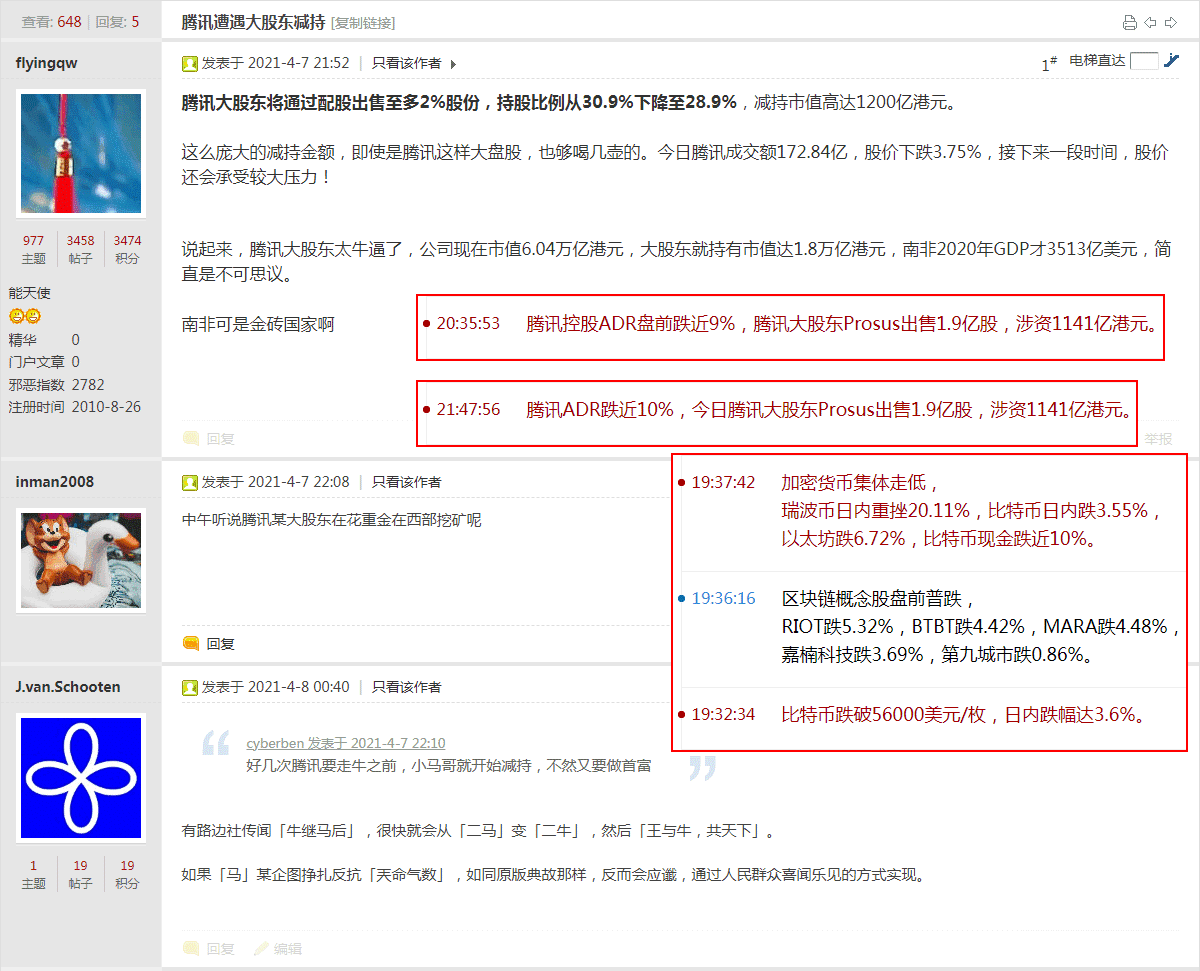 查看: 648 | 回复: 5
腾讯遭遇大股东减持 [复制链接]
flyingqw
发表于 2021-4-7 21:52 | 只看该作者
1# 电梯直达
腾讯大股东将通过配股出售至多2%股份，持股比例从30.9%下降至28.9%，减持市值高达1200亿港元。
这么庞大的减持金额，即使是腾讯这样大盘股，也够喝几壶的。今日腾讯成交额172.84亿，股价下跌3.75%，接下来一段时间，股价
还会承受较大压力！
977 3458 3474
主题 帖子 积分
说起来，腾讯大股东太牛逼了，公司现在市值6.04万亿港元，大股东就持有市值达1.8万亿港元，南非2020年GDP才3513亿美元，简
直是不可思议。
能天使
精华 0
门户文章 0
邪恶指数 2782
注册时间 2010-8-26
南非可是金砖国家啊
20:35:53 腾讯控股ADR盘前跌近9%，腾讯大股东Prosus出售1.9亿股，涉资1141亿港元。
21:47:56 腾讯ADR跌近10%，今日腾讯大股东Prosus出售1.9亿股，涉资1141亿港元。
回复
举报
inman2008
发表于 2021-4-7 22:08 | 只看该作者
中午听说腾讯某大股东在花重金在西部挖矿呢
19:37:42 加密货币集体走低，
瑞波币日内重挫20.11%，比特币日内跌3.55%，
以太坊跌6.72%，比特币现金跌近10%。
19:36:16 区块链概念股盘前普跌，
RIOT跌5.32%，BTBT跌4.42%，MARA跌4.48%，
嘉楠科技跌3.69%，第九城市跌0.86%。
19:32:34 比特币跌破56000美元/枚，日内跌幅达3.6%。
回复
J.van.Schooten
发表于 2021-4-8 00:40 | 只看该作者
cyberben 发表于 2021-4-7 22:10
好几次腾讯要走牛之前，小马哥就开始减持，不然又要做首富
有路边社传闻「牛继马后」，很快就会从「二马」变「二牛」，然后「王与牛，共天下」。
如果「马」某企图挣扎反抗「天命气数」，如同原版典故那样，反而会应谶，通过人民群众喜闻乐见的方式实现。
1 19 19
主题 帖子 积分
回复 编辑